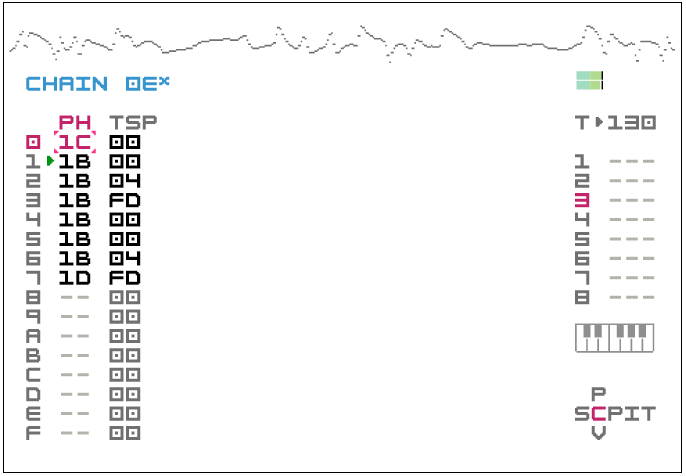 CHAIN 0E*
PH TSP
T 130
0 1C 00
1 1B 00
1 ---
2 1B 04
2 ---
3 1B FD
3 ---
4 1B 00
4 ---
5 1B 00
5 ---
6 1B 04
6 ---
7 1D FD
7 ---
8 -- 00
8 ---
9 -- 00
A -- 00
B -- 00
C -- 00
D -- 00
E -- 00
F -- 00
P
SCPIT
V